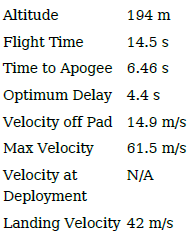 Altitude 194 m
Flight Time 14.5 s
Time to Apogee 6.46 s
Optimum Delay 4.4 s
Velocity off Pad 14.9 m/s
Max Velocity 61.5 m/s
Velocity at N/A
Deployment
Landing Velocity 42 m/s